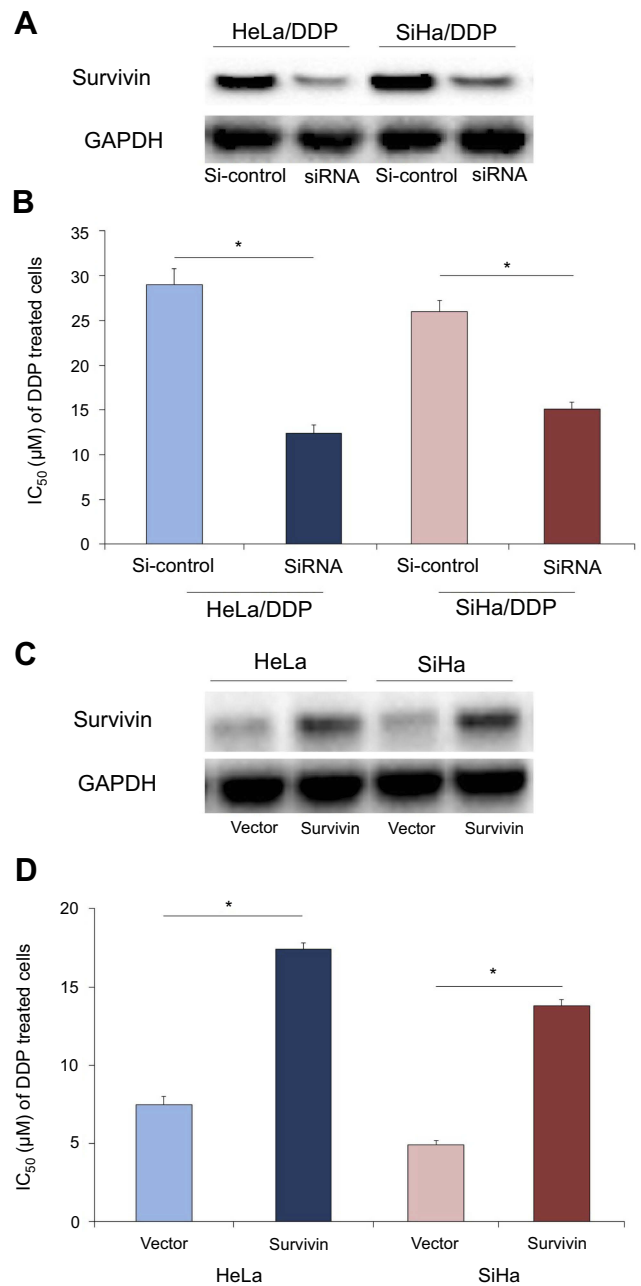 A
HeLa/DDP SiHa/DDP
Survivin
GAPDH
Si-control siRNA Si-control siRNA
B
IC50 (µM) of DDP treated cells
35
30
25
20
15
10
5
0
* *
Si-control SiRNA Si-control SiRNA
HeLa/DDP SiHa/DDP
C
HeLa SiHa
Survivin
GAPDH
Vector Survivin Vector Survivin
D
IC50 (µM) of DDP treated cells
20
15
10
5
0
* *
Vector Survivin Vector Survivin
HeLa SiHa